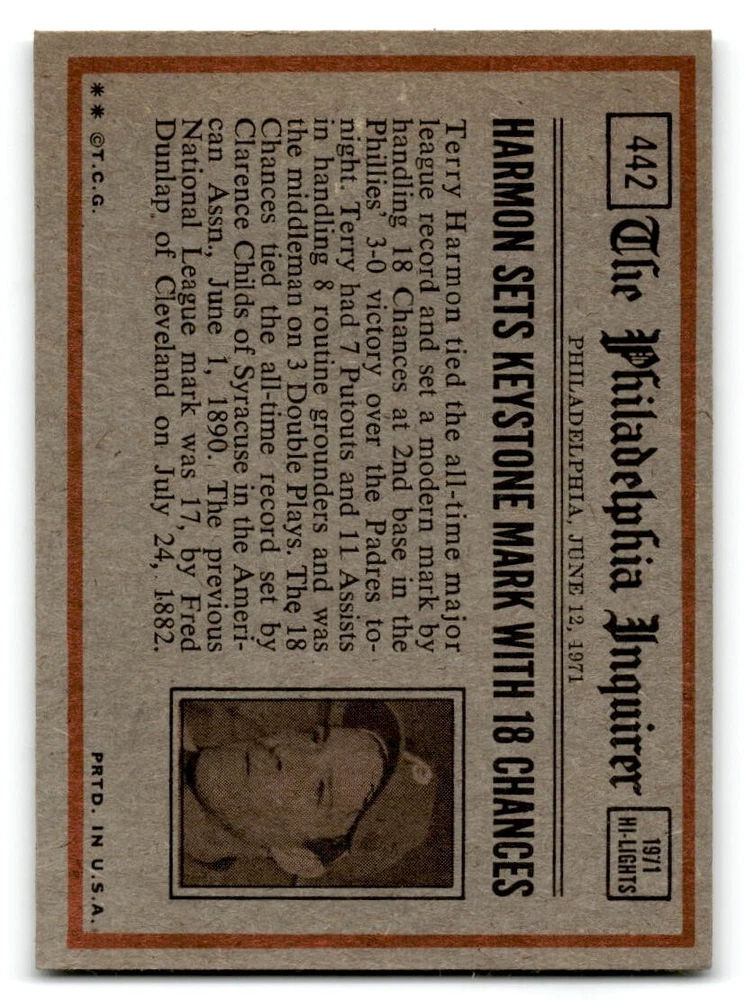 442
The Philadelphia Inquirer
1971
HI-LIGHTS
PHILADELPHIA, JUNE 12, 1971
HARMON SETS KEYSTONE MARK WITH 18 CHANCES
Terry Harmon tied the all-time major
league record and set a modern mark by
handling 18 Chances at 2nd base in the
Phillies' 3-0 victory over the Padres to-
night. Terry had 7 Putouts and 11 Assists
in handling 8 routine grounders and was
the middleman on 3 Double Plays. The 18
Chances tied the all-time record set by
Clarence Childs of Syracuse in the Ameri-
can Assn., June 1, 1890. The previous
National League mark was 17, by Fred
Dunlap of Cleveland on July 24, 1882.
** ©T.C.G.
PRTD. IN U.S.A.